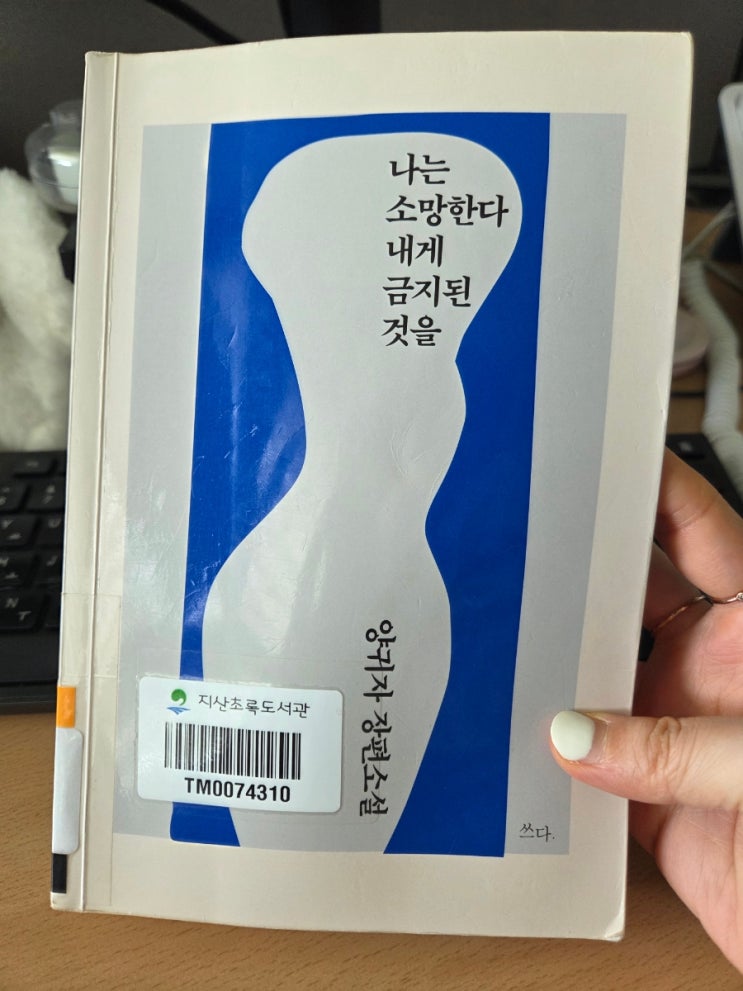 나는
소망한다
내게
금지된
것을
양귀자 장편소설
지산초록도서관
TM0074310
쓰다.